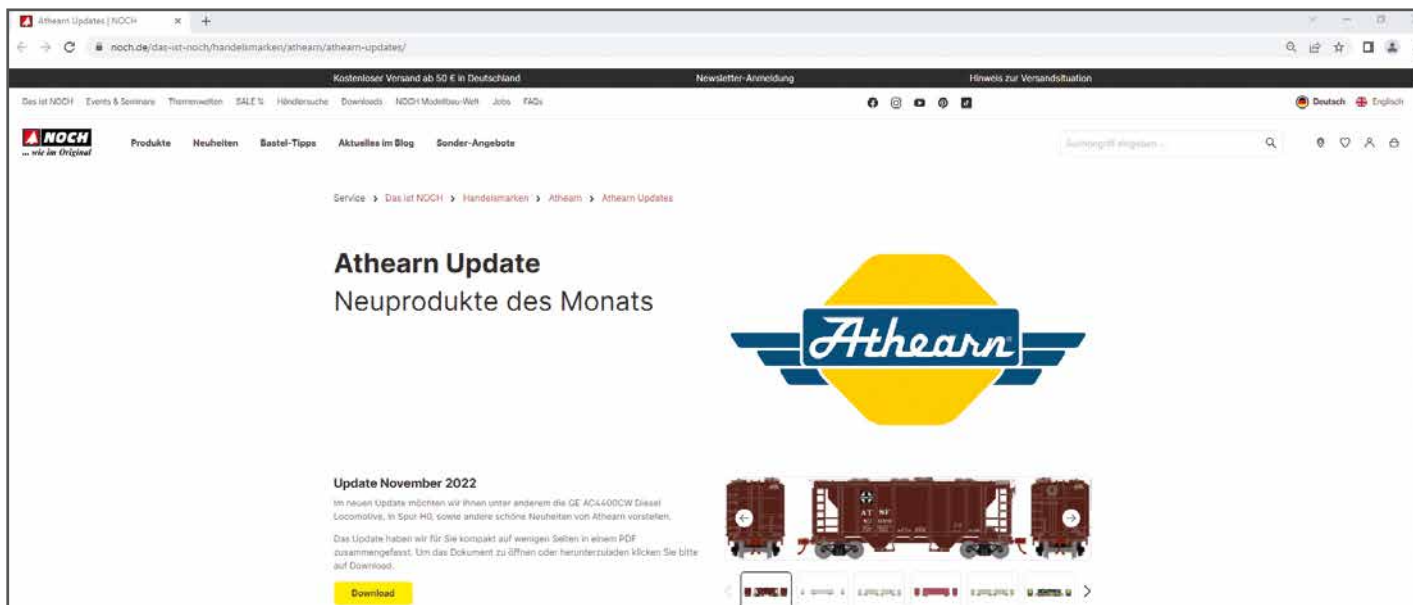 Athearn Updates | NOCH
noch.de/das-ist-noch/handelsmarken/athearn/athearn-updates/
Kostenloser Versand ab 50 € in Deutschland Newsletter-Anmeldung Hinweis zur Versandsituation
Das ist NOCH Events & Seminare Themenwelten SALE % Händlersuche Downloads NOCH Modellbau-Welt Jobs FAQs Deutsch Englisch
NOCH
... wie im Original
Produkte Neuheiten Bastel-Tipps Aktuelles im Blog Sonder-Angebote Suchbegriff eingeben ...
Service > Das ist NOCH > Handelsmarken > Athearn > Athearn Updates
Athearn Update
Neuprodukte des Monats
Athearn
Update November 2022
Im neuen Update möchten wir Ihnen unter anderem die GE AC4400CW Diesel
Locomotive, in Spur H0, sowie andere schöne Neuheiten von Athearn vorstellen.
Das Update haben wir für Sie kompakt auf wenigen Seiten in einem PDF
zusammengefasst. Um das Dokument zu öffnen oder herunterzuladen klicken Sie bitte
auf Download.
Download
AT SF